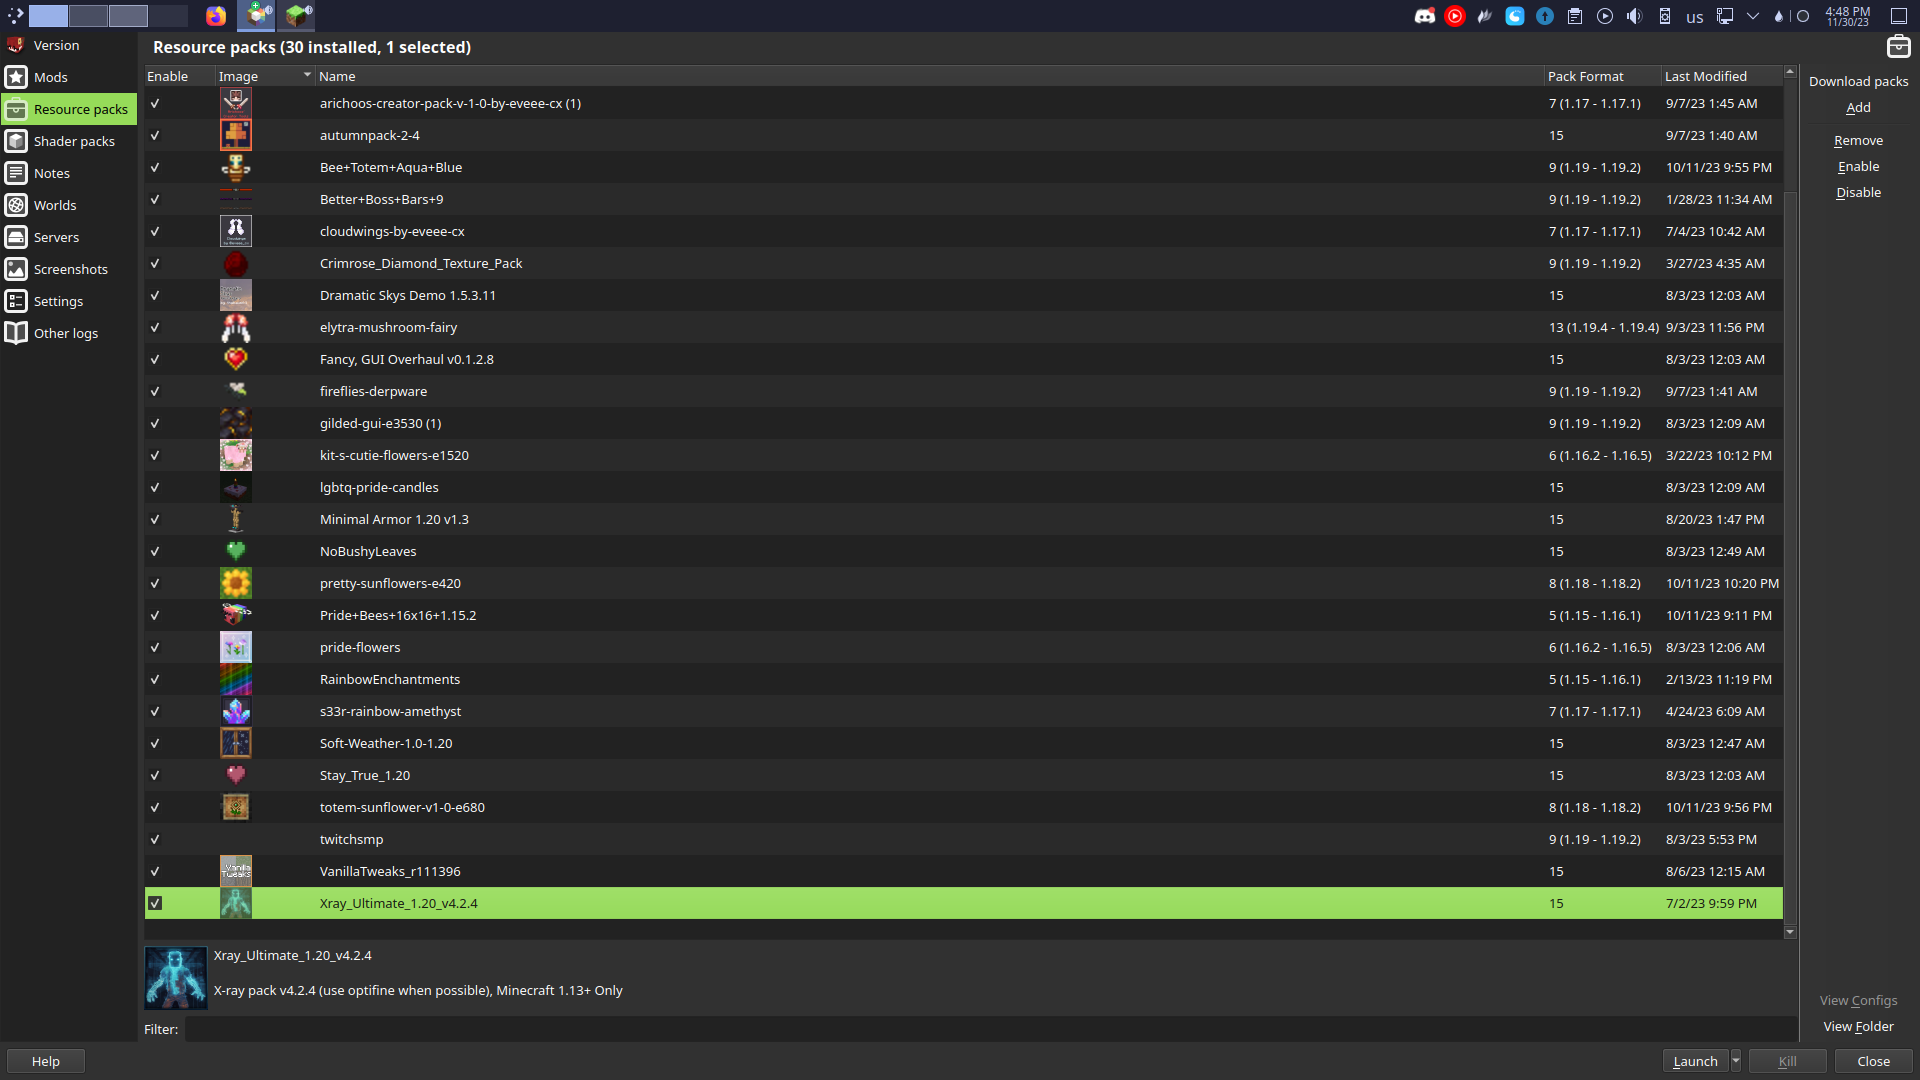 us
4:48 PM
11/30/23
Version
Mods
Resource packs
Shader packs
Notes
Worlds
Servers
Screenshots
Settings
Other logs
Resource packs (30 installed, 1 selected)
Enable Image Name Pack Format Last Modified
arichoos-creator-pack-v-1-0-by-eveee-cx (1) 7 (1.17 - 1.17.1) 9/7/23 1:45 AM
autumnpack-2-4 15 9/7/23 1:40 AM
Bee+Totem+Aqua+Blue 9 (1.19 - 1.19.2) 10/11/23 9:55 PM
Better+Boss+Bars+9 9 (1.19 - 1.19.2) 1/28/23 11:34 AM
cloudwings-by-eveee-cx 7 (1.17 - 1.17.1) 7/4/23 10:42 AM
Crimrose_Diamond_Texture_Pack 9 (1.19 - 1.19.2) 3/27/23 4:35 AM
Dramatic Skys Demo 1.5.3.11 15 8/3/23 12:03 AM
elytra-mushroom-fairy 13 (1.19.4 - 1.19.4) 9/3/23 11:56 PM
Fancy, GUI Overhaul v0.1.2.8 15 8/3/23 12:03 AM
fireflies-derpware 9 (1.19 - 1.19.2) 9/7/23 1:41 AM
gilded-gui-e3530 (1) 9 (1.19 - 1.19.2) 8/3/23 12:09 AM
kit-s-cutie-flowers-e1520 6 (1.16.2 - 1.16.5) 3/22/23 10:12 PM
lgbtq-pride-candles 15 8/3/23 12:09 AM
Minimal Armor 1.20 v1.3 15 8/20/23 1:47 PM
NoBushyLeaves 15 8/3/23 12:49 AM
pretty-sunflowers-e420 8 (1.18 - 1.18.2) 10/11/23 10:20 PM
Pride+Bees+16x16+1.15.2 5 (1.15 - 1.16.1) 10/11/23 9:11 PM
pride-flowers 6 (1.16.2 - 1.16.5) 8/3/23 12:06 AM
RainbowEnchantments 5 (1.15 - 1.16.1) 2/13/23 11:19 PM
s33r-rainbow-amethyst 7 (1.17 - 1.17.1) 4/24/23 6:09 AM
Soft-Weather-1.0-1.20 15 8/3/23 12:47 AM
Stay_True_1.20 15 8/3/23 12:03 AM
totem-sunflower-v1-0-e680 8 (1.18 - 1.18.2) 10/11/23 9:56 PM
twitchsmp 9 (1.19 - 1.19.2) 8/3/23 5:53 PM
Vanilla
Tweaks
VanillaTweaks_r111396 15 8/6/23 12:15 AM
Xray_Ultimate_1.20_v4.2.4 15 7/2/23 9:59 PM
Xray_Ultimate_1.20_v4.2.4
X-ray pack v4.2.4 (use optifine when possible), Minecraft 1.13+ Only
Filter:
Download packs
Add
Remove
Enable
Disable
View Configs
View Folder
Help
Launch
Kill
Close